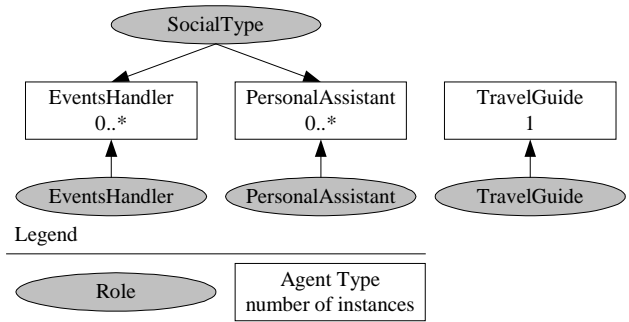 SocialType
EventsHandler
0..*
PersonalAssistant
0..*
TravelGuide
1
EventsHandler
PersonalAssistant
TravelGuide
Legend
Role
Agent Type
number of instances